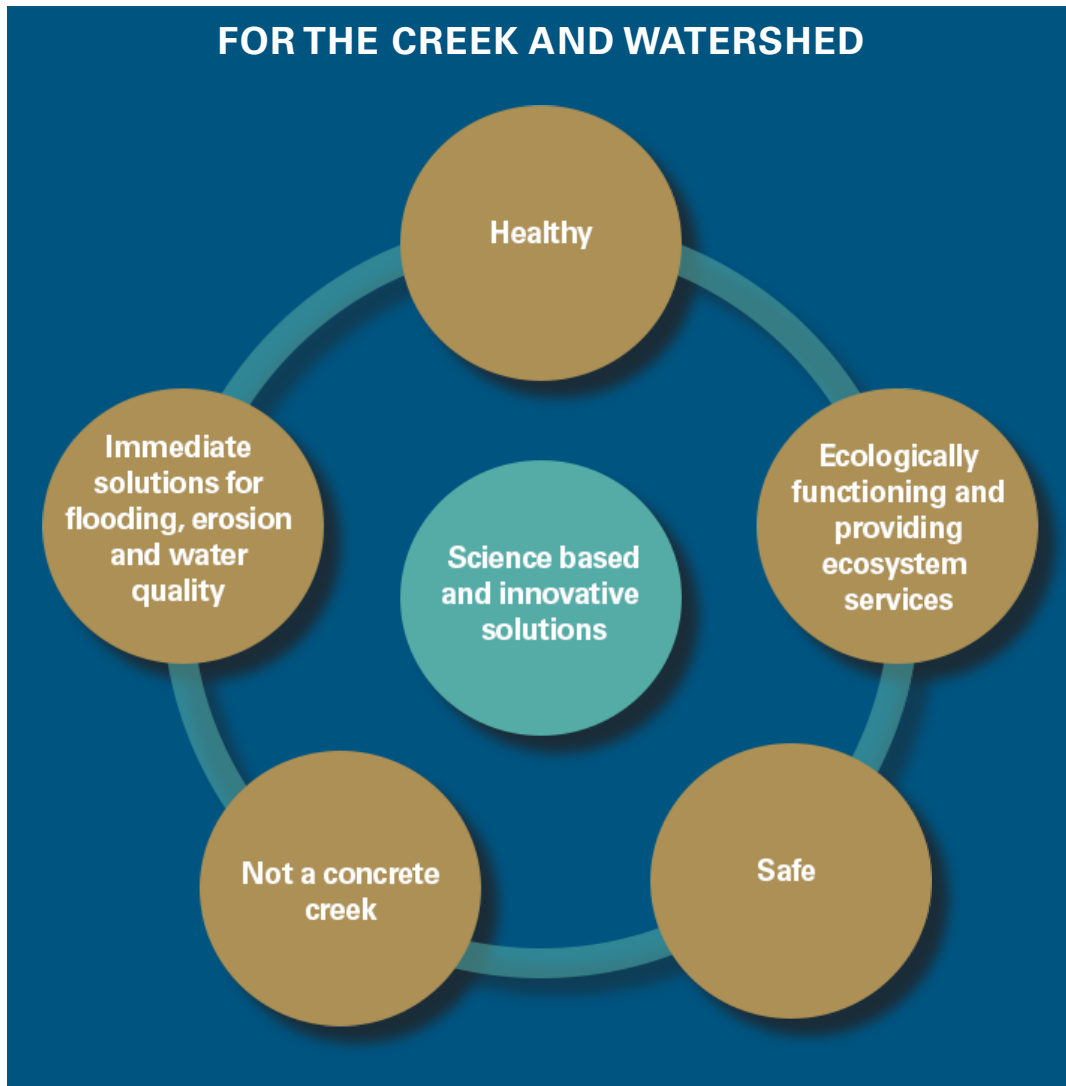 FOR THE CREEK AND WATERSHED
Healthy
Immediate
solutions for
flooding, erosion
and water
quality
Ecologically
functioning and
providing
ecosystem
services
Science based
and innovative
solutions
Not a concrete
creek
Safe